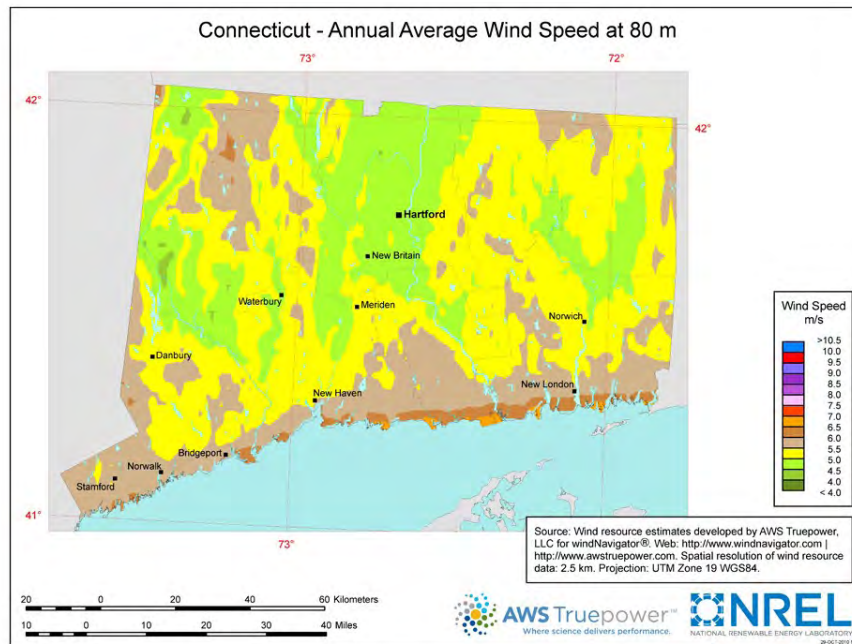 Connecticut - Annual Average Wind Speed at 80 m
73°
72°
42°
42°
Hartford
New Britain
Waterbury
Meriden
Norwich
Danbury
New London
New Haven
Bridgeport
Norwalk
Stamford
41°
73°
Wind Speed
m/s
>10.5
10.0
9.5
9.0
8.5
8.0
7.5
7.0
6.5
6.0
5.5
5.0
4.5
4.0
< 4.0
Source: Wind resource estimates developed by AWS Truepower,
LLC for windNavigator®. Web: http://www.windnavigator.com |
http://www.awstruepower.com. Spatial resolution of wind resource
data: 2.5 km. Projection: UTM Zone 19 WGS84.
20 0 20 40 60 Kilometers
10 0 10 20 30 40 Miles
AWS Truepower™
Where science delivers performance.
NREL
NATIONAL RENEWABLE ENERGY LABORATORY